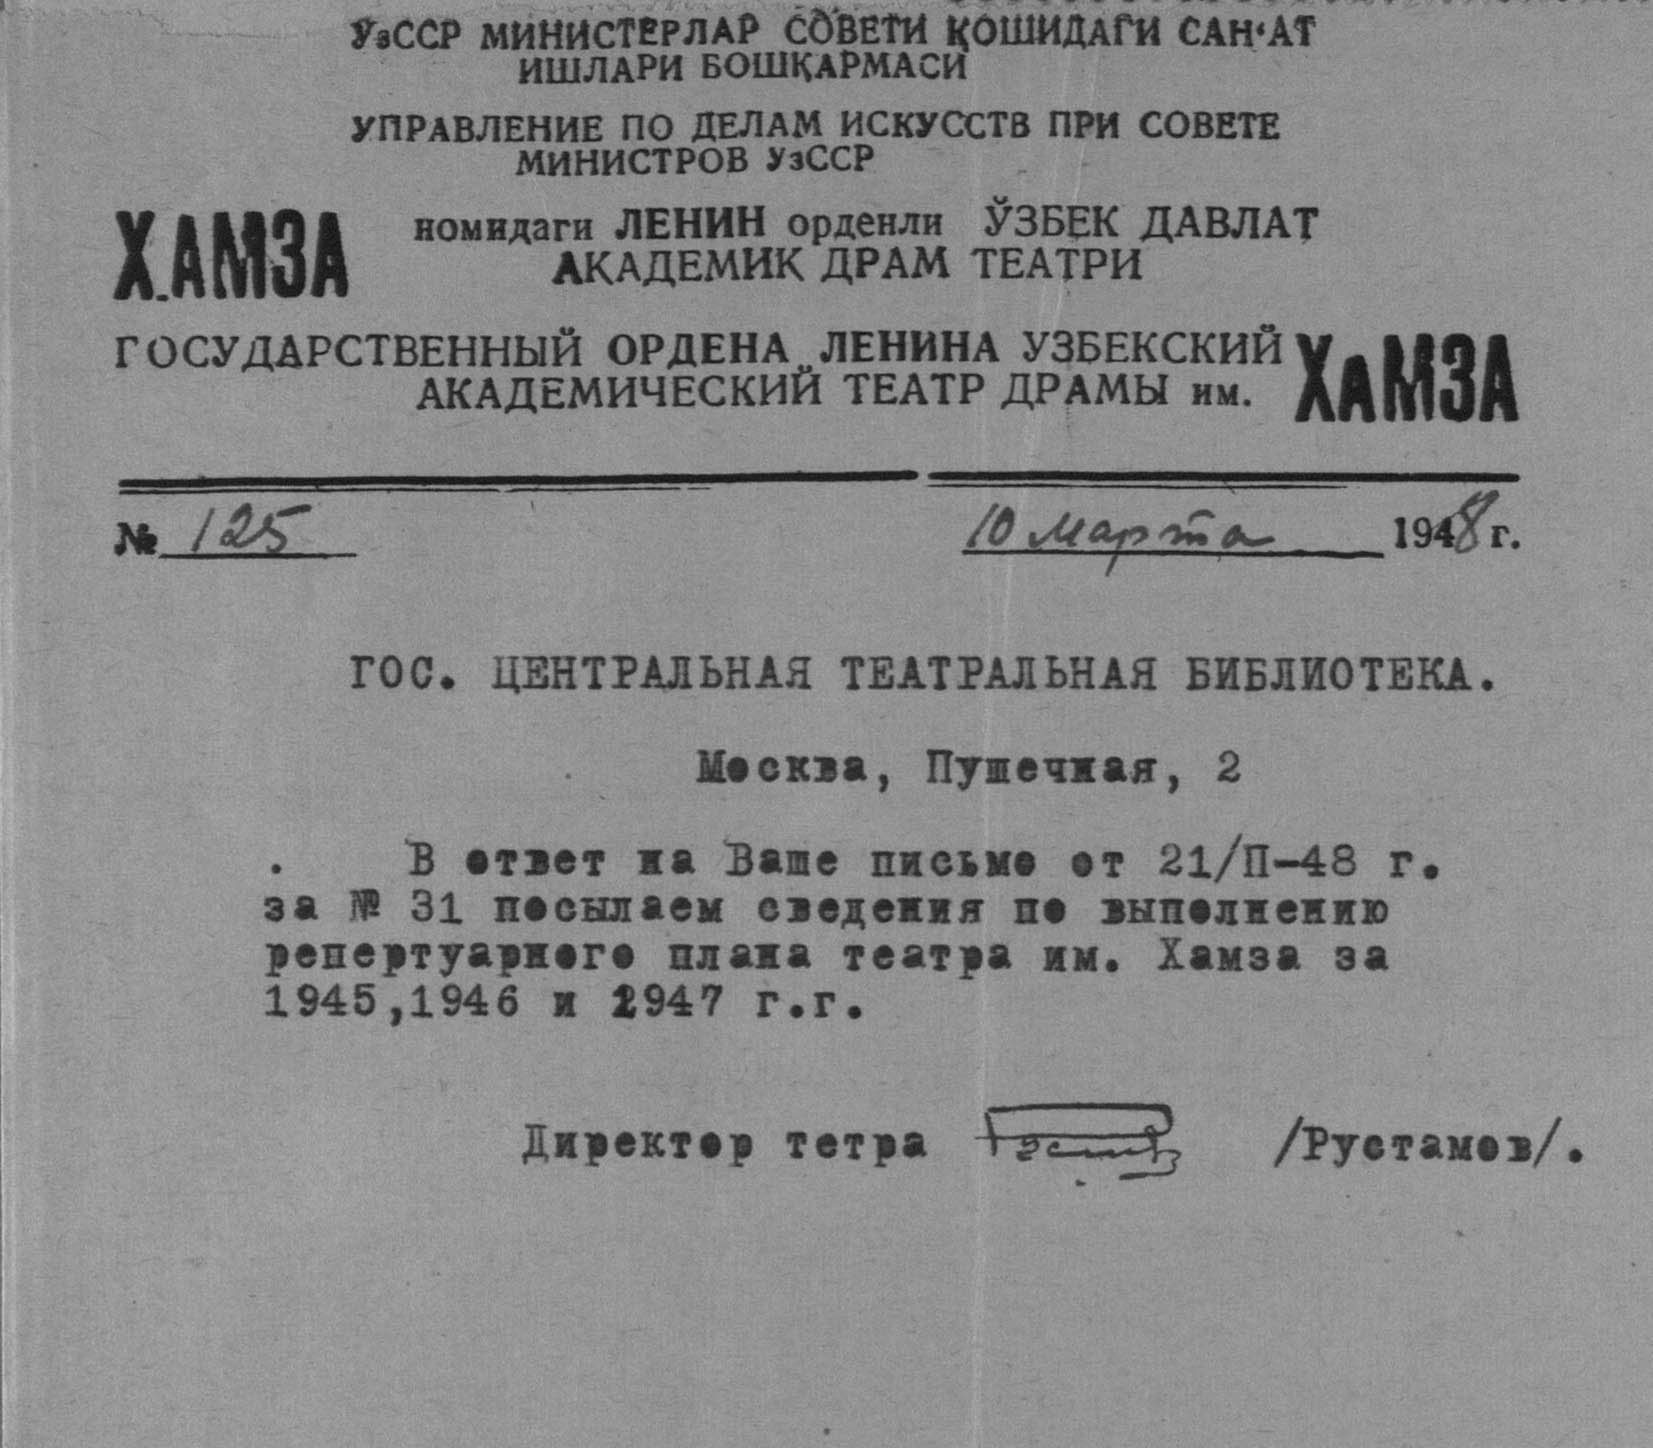 ЎзССР МИНИСТЕРЛАР СОВЕТИ ҚОШИДАГИ САН‘АТ
ИШЛАРИ БОШҚАРМАСИ
УПРАВЛЕНИЕ ПО ДЕЛАМ ИСКУССТВ ПРИ СОВЕТЕ
МИНИСТРОВ УзССР
ХАМЗА номидаги ЛЕНИН орденли ЎЗБЕК ДАВЛАТ
АКАДЕМИК ДРАМ ТЕАТРИ
ГОСУДАРСТВЕННЫЙ ОРДЕНА ЛЕНИНА УЗБЕКСКИЙ
АКАДЕМИЧЕСКИЙ ТЕАТР ДРАМЫ им. ХАМЗА
№ 125 10 марта 1948 г.
ГОС. ЦЕНТРАЛЬНАЯ ТЕАТРАЛЬНАЯ БИБЛИОТЕКА.
Москва, Пушечная, 2
В ответ на Ваше письмо от 21/П-48 г.
за № 31 посылаем сведения по выполнению
репертуарного плана театра им. Хамза за
1945,1946 и 1947 г.г.
Директор тетра /Рустамов/.